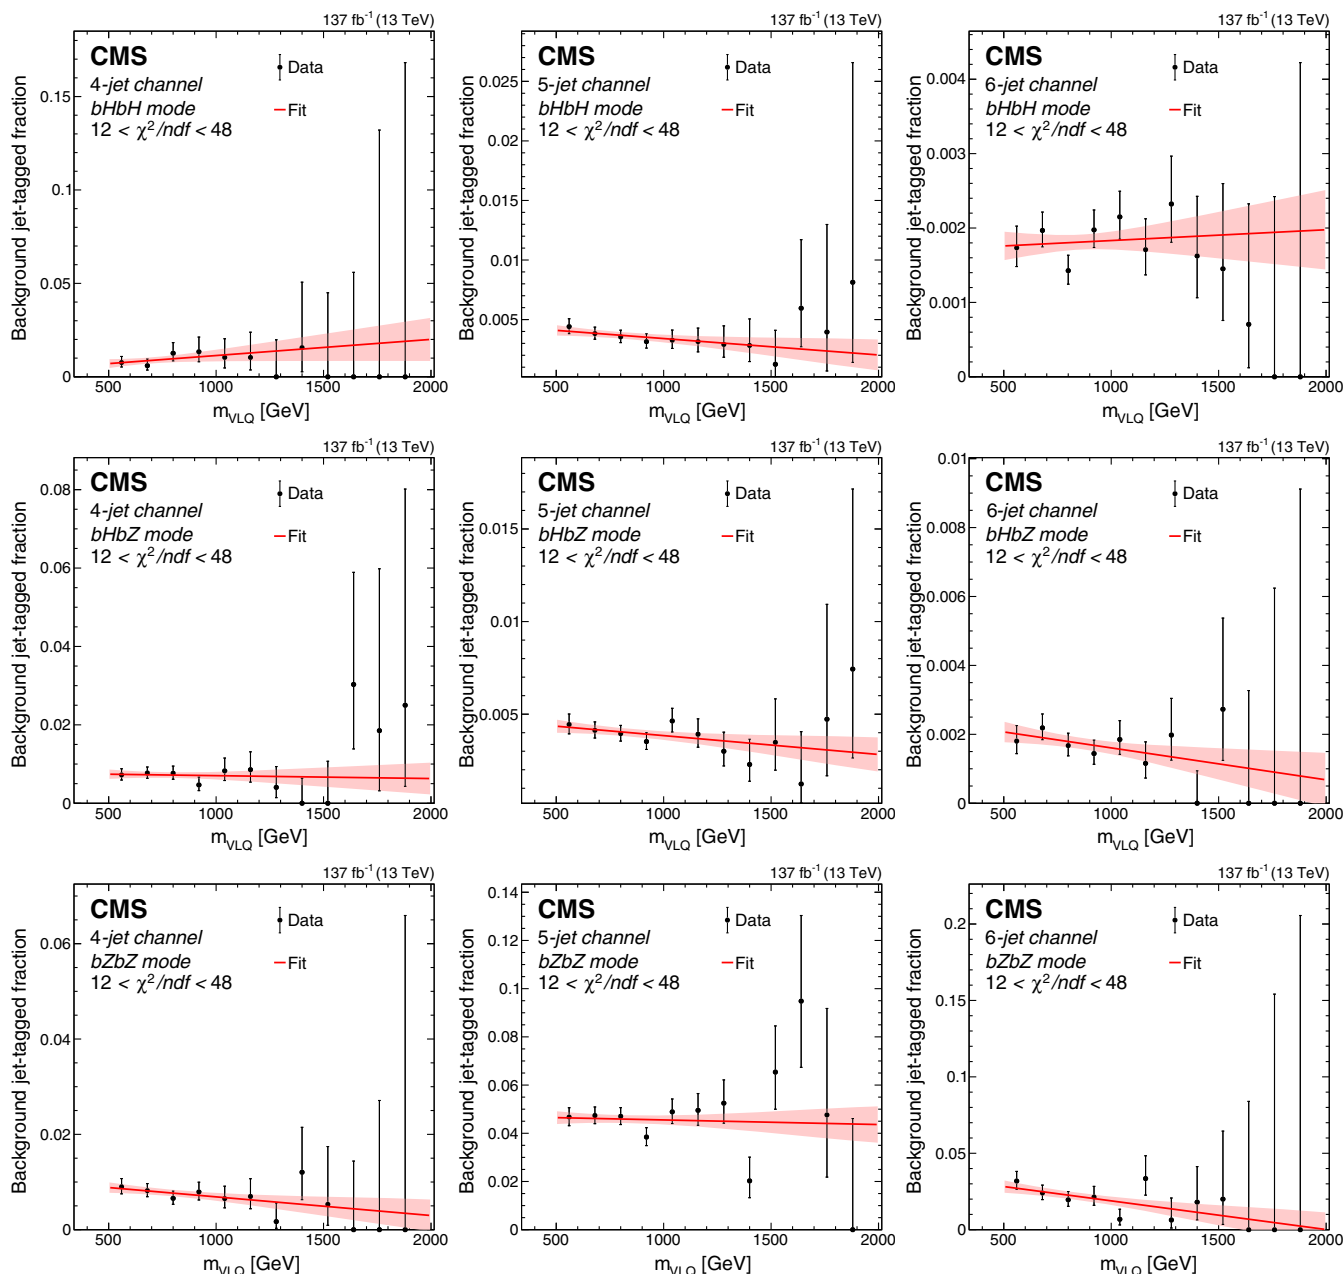 137 fb⁻¹ (13 TeV)
CMS
4-jet channel
bHbH mode
12 < χ²/ndf < 48
Data
Fit
Background jet-tagged fraction
0.15
0.1
0.05
0
500 1000 1500 2000
m_VLQ [GeV]
137 fb⁻¹ (13 TeV)
CMS
5-jet channel
bHbH mode
12 < χ²/ndf < 48
Data
Fit
Background jet-tagged fraction
0.025
0.02
0.015
0.01
0.005
500 1000 1500 2000
m_VLQ [GeV]
137 fb⁻¹ (13 TeV)
CMS
6-jet channel
bHbH mode
12 < χ²/ndf < 48
Data
Fit
Background jet-tagged fraction
0.004
0.003
0.002
0.001
0
500 1000 1500 2000
m_VLQ [GeV]
137 fb⁻¹ (13 TeV)
CMS
4-jet channel
bHbZ mode
12 < χ²/ndf < 48
Data
Fit
Background jet-tagged fraction
0.08
0.06
0.04
0.02
0
500 1000 1500 2000
m_VLQ [GeV]
137 fb⁻¹ (13 TeV)
CMS
5-jet channel
bHbZ mode
12 < χ²/ndf < 48
Data
Fit
Background jet-tagged fraction
0.015
0.01
0.005
500 1000 1500 2000
m_VLQ [GeV]
137 fb⁻¹ (13 TeV)
CMS
6-jet channel
bHbZ mode
12 < χ²/ndf < 48
Data
Fit
Background jet-tagged fraction
0.01
0.008
0.006
0.004
0.002
0
500 1000 1500 2000
m_VLQ [GeV]
137 fb⁻¹ (13 TeV)
CMS
4-jet channel
bZbZ mode
12 < χ²/ndf < 48
Data
Fit
Background jet-tagged fraction
0.06
0.04
0.02
0
500 1000 1500 2000
m_VLQ [GeV]
137 fb⁻¹ (13 TeV)
CMS
5-jet channel
bZbZ mode
12 < χ²/ndf < 48
Data
Fit
Background jet-tagged fraction
0.14
0.12
0.1
0.08
0.06
0.04
0.02
0
500 1000 1500 2000
m_VLQ [GeV]
137 fb⁻¹ (13 TeV)
CMS
6-jet channel
bZbZ mode
12 < χ²/ndf < 48
Data
Fit
Background jet-tagged fraction
0.2
0.15
0.1
0.05
0
500 1000 1500 2000
m_VLQ [GeV]